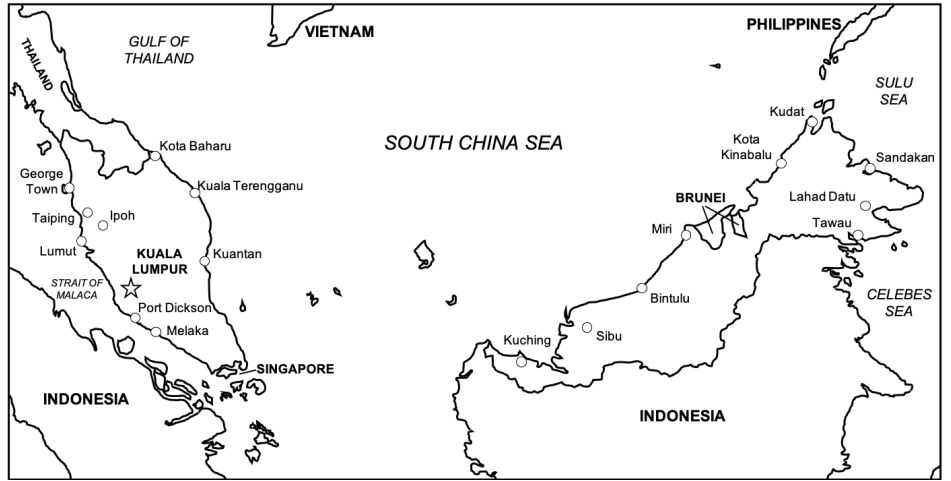 VIETNAM
PHILIPPINES
GULF OF
THAILAND
THAILAND
SULU
SEA
SOUTH CHINA SEA
Kudat
Kota
Kinabalu
Sandakan
Kota Baharu
George
Town
Kuala Terengganu
Lahad Datu
BRUNEI
Taiping
Ipoh
Tawau
Miri
Lumut
KUALA
LUMPUR
Kuantan
STRAIT OF
MALACA
CELEBES
SEA
Bintulu
Port Dickson
Melaka
Sibu
Kuching
SINGAPORE
INDONESIA
INDONESIA